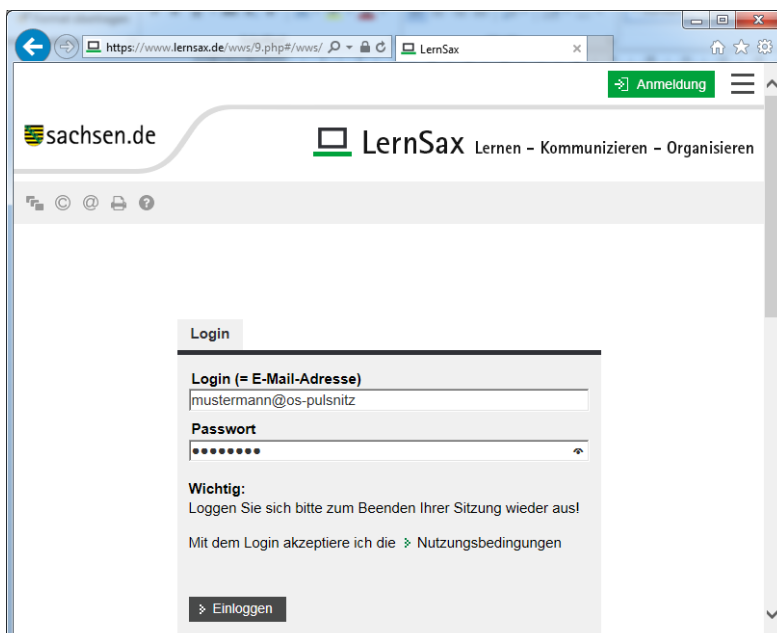 https://www.lernsax.de/wws/9.php#/wws/
LernSax
Anmeldung
sachsen.de
LernSax Lernen – Kommunizieren – Organisieren
Login
Login (= E-Mail-Adresse)
mustermann@os-pulsnitz
Passwort
••••••••
Wichtig:
Loggen Sie sich bitte zum Beenden Ihrer Sitzung wieder aus!
Mit dem Login akzeptiere ich die Nutzungsbedingungen
Einloggen